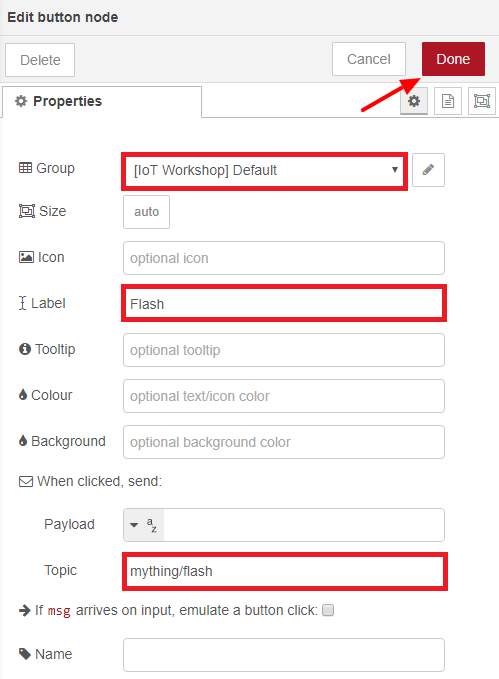 Edit button node
Delete
Cancel
Done
Properties
Group
[IoT Workshop] Default
Size
auto
Icon
optional icon
Label
Flash
Tooltip
optional tooltip
Colour
optional text/icon color
Background
optional background color
When clicked, send:
Payload
a
z
Topic
mything/flash
If msg arrives on input, emulate a button click:
Name